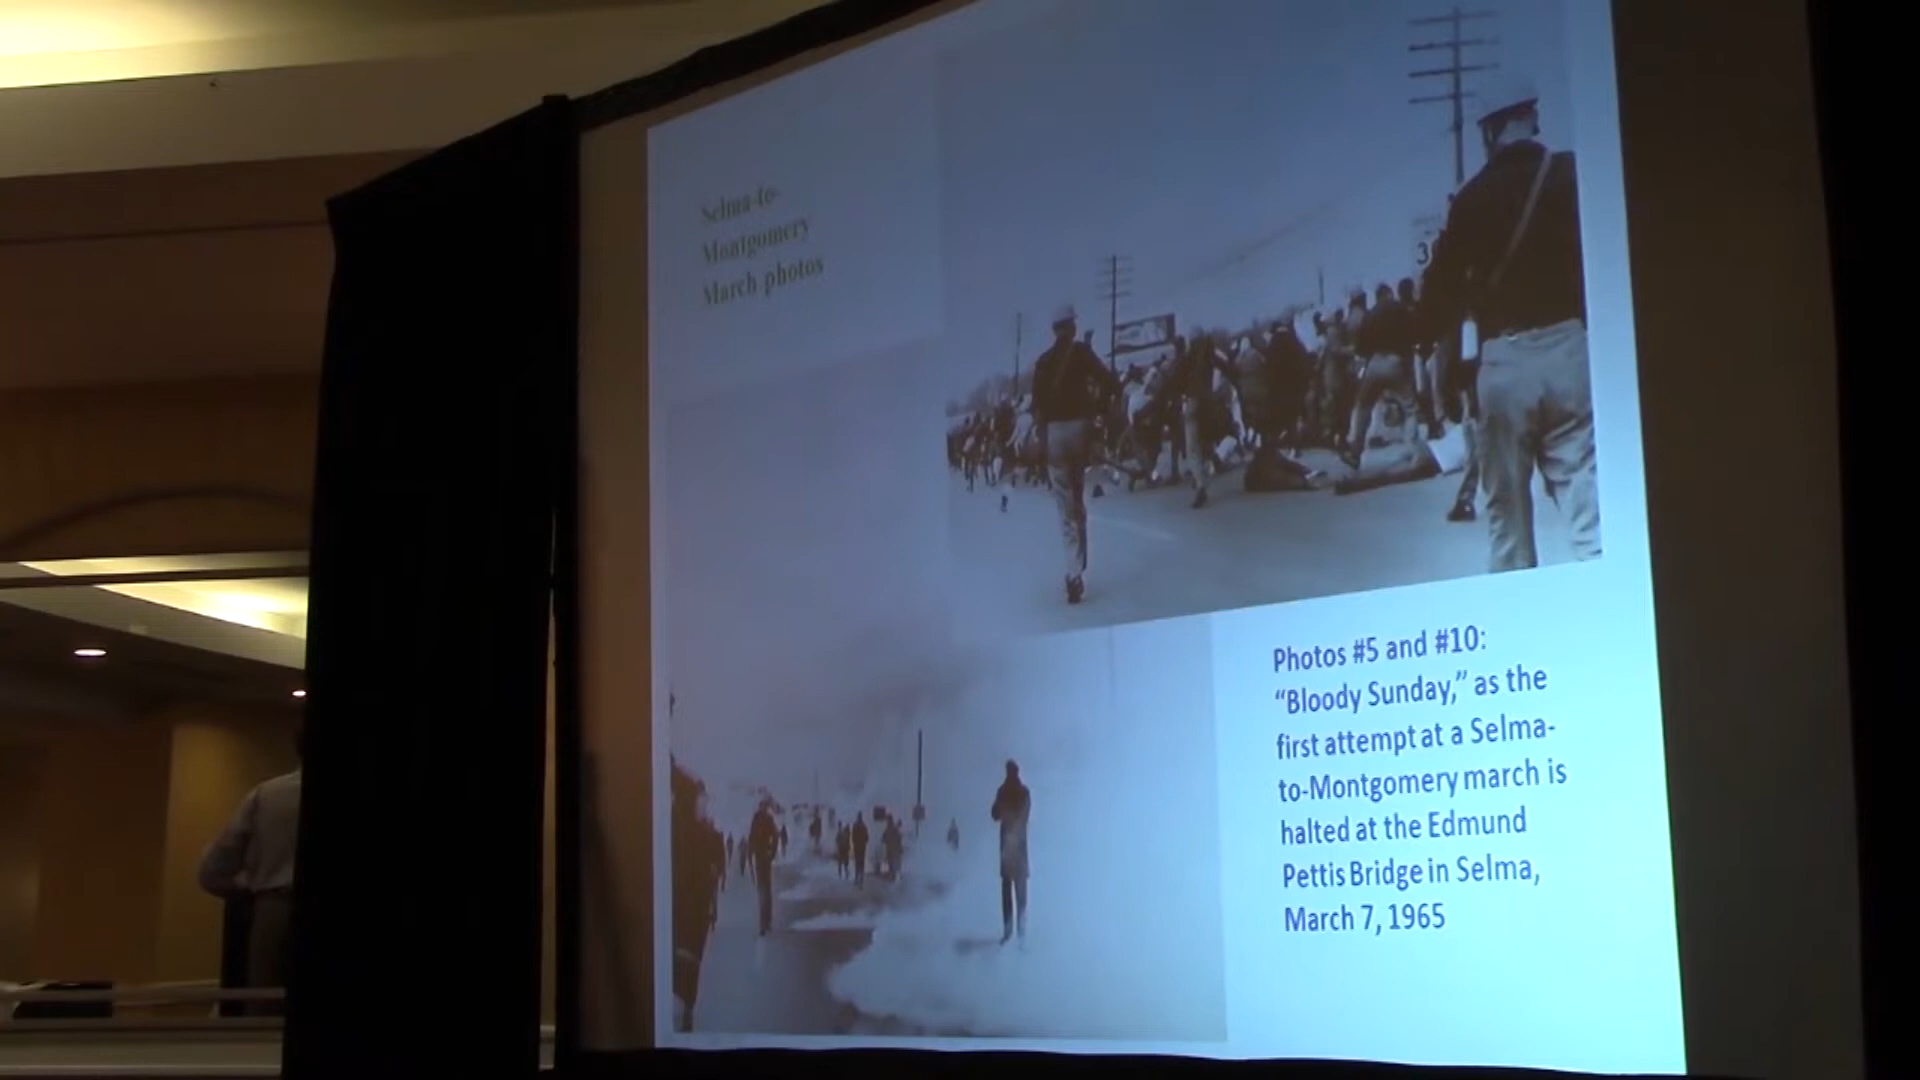 Selma-to-
Montgomery
March photos
Photos #5 and #10:
“Bloody Sunday,” as the
first attempt at a Selma-
to-Montgomery march is
halted at the Edmund
Pettis Bridge in Selma,
March 7, 1965